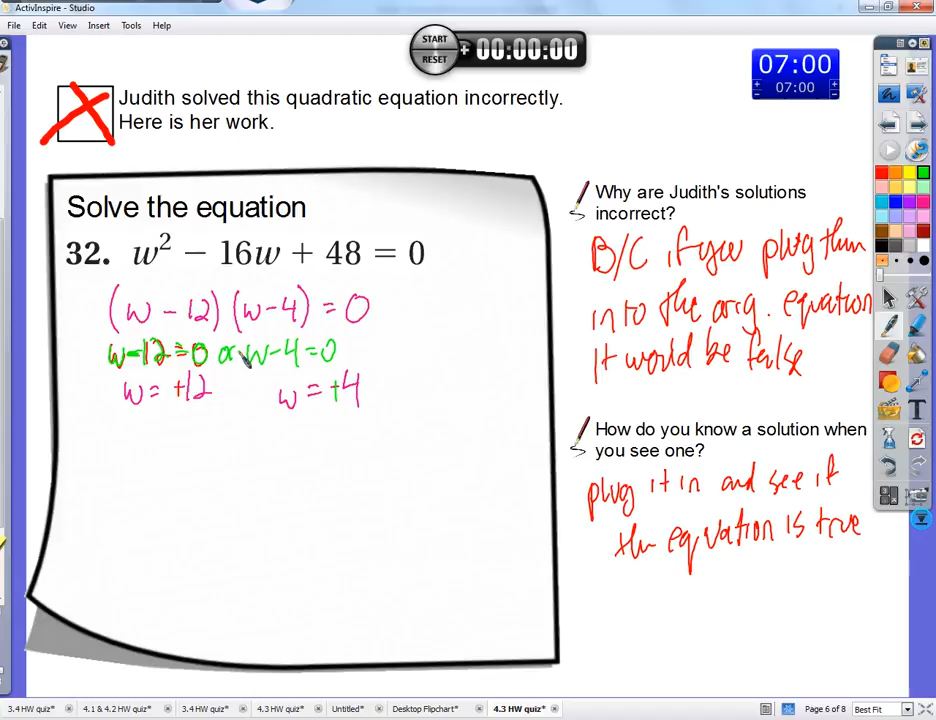 ActivInspire - Studio
File Edit View Insert Tools Help
START
RESET
00:00:00
07:00
07:00
Judith solved this quadratic equation incorrectly.
Here is her work.
Solve the equation
32. w² − 16w + 48 = 0
(w − 12)(w − 4) = 0
w − 12 = 0 or w − 4 = 0
w = +12 w = +4
Why are Judith's solutions
incorrect?
B/C if you plug them
into the orig. equation
it would be false
How do you know a solution when
you see one?
plug it in and see if
the equation is true
3.4 HW quiz* 4.1 & 4.2 HW quiz* 3.4 HW quiz* 4.3 HW quiz* Untitled* Desktop Flipchart* 4.3 HW quiz* Page 6 of 8 Best Fit